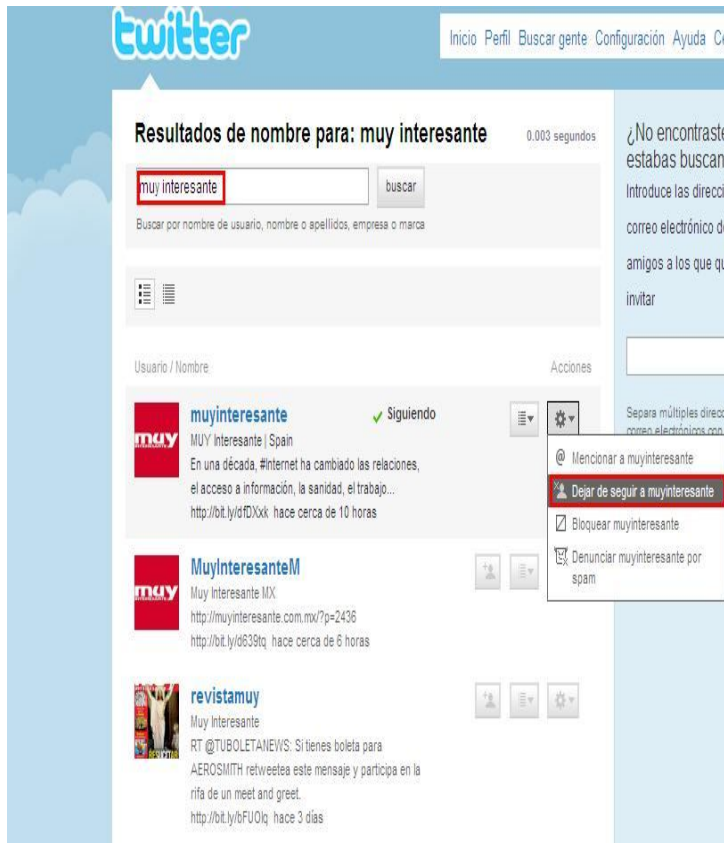 twitter
Inicio Perfil Buscar gente Configuración Ayuda
Resultados de nombre para: muy interesante
0.003 segundos
muy interesante
buscar
Buscar por nombre de usuario, nombre o apellidos, empresa o marca
Usuario / Nombre
Acciones
muy
muyinteresante
Siguiendo
MUY Interesante | Spain
En una década, #Internet ha cambiado las relaciones,
el acceso a información, la sanidad, el trabajo...
http://bit.ly/dfDXxk hace cerca de 10 horas
@ Mencionar a muyinteresante
Dejar de seguir a muyinteresante
Bloquear muyinteresante
Denunciar muyinteresante por
spam
muy
MuyInteresanteM
Muy Interesante MX
http://muyinteresante.com.mx/?p=2436
http://bit.ly/d639tq hace cerca de 6 horas
revistamuy
Muy Interesante
RT @TUBOLETANEWS: Si tienes boleta para
AEROSMITH retweetea este mensaje y participa en la
rifa de un meet and greet.
http://bit.ly/bFUOlq hace 3 días
¿No encontraste
estabas buscan
Introduce las direcci
correo electrónico d
amigos a los que qu
invitar
Separa múltiples direcc
correo electrónicos con